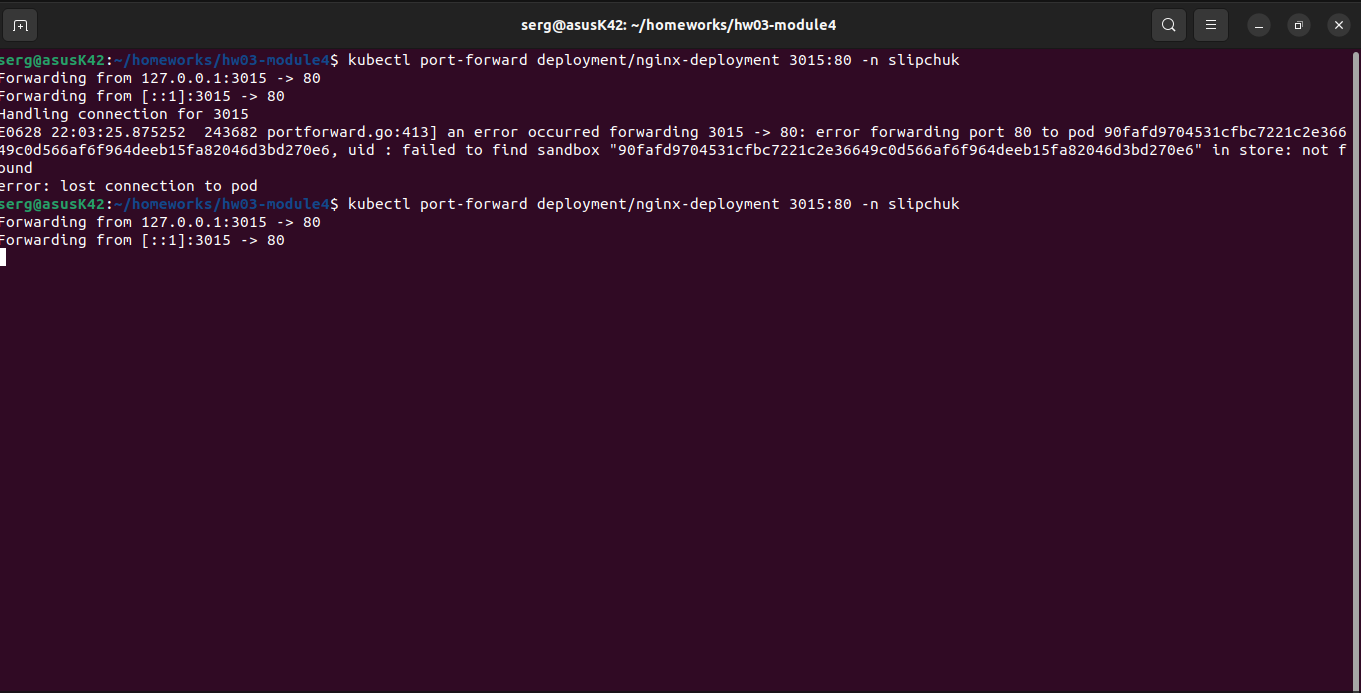 serg@asusK42: ~/homeworks/hw03-module4
serg@asusK42:~/homeworks/hw03-module4$ kubectl port-forward deployment/nginx-deployment 3015:80 -n slipchuk
Forwarding from 127.0.0.1:3015 -> 80
Forwarding from [::1]:3015 -> 80
Handling connection for 3015
E0628 22:03:25.875252  243682 portforward.go:413] an error occurred forwarding 3015 -> 80: error forwarding port 80 to pod 90fafd9704531cfbc7221c2e366
49c0d566af6f964deeb15fa82046d3bd270e6, uid : failed to find sandbox "90fafd9704531cfbc7221c2e36649c0d566af6f964deeb15fa82046d3bd270e6" in store: not f
ound
error: lost connection to pod
serg@asusK42:~/homeworks/hw03-module4$ kubectl port-forward deployment/nginx-deployment 3015:80 -n slipchuk
Forwarding from 127.0.0.1:3015 -> 80
Forwarding from [::1]:3015 -> 80